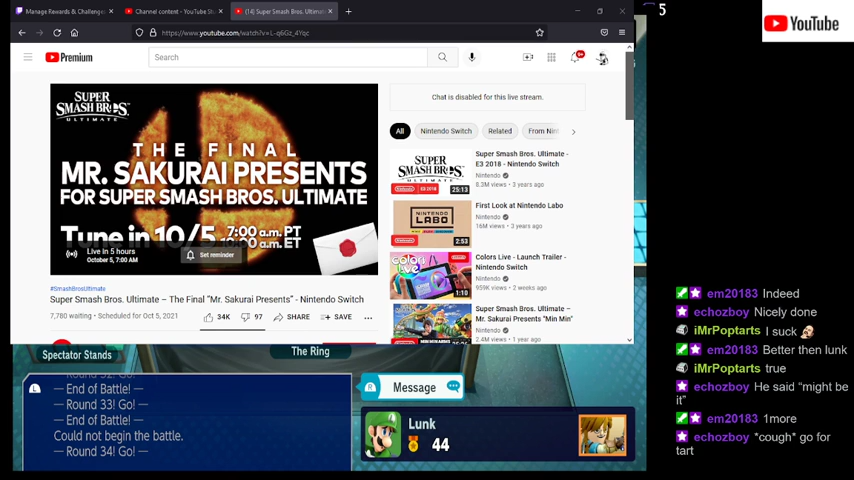 Manage Rewards & Challenge
Channel content - YouTube St
(14) Super Smash Bros. Ultimat
5
YouTube
https://www.youtube.com/watch?v=L-q6Gz_4Yqc
Premium
Search
9+
SUPER
SMASH BROS.
ULTIMATE
THE FINAL
MR. SAKURAI PRESENTS
FOR SUPER SMASH BROS. ULTIMATE
Tune in 10/5
7:00 a.m. PT
10:00 a.m. ET
Live in 5 hours
October 5, 7:00 AM
Set reminder
#SmashBrosUltimate
Super Smash Bros. Ultimate – The Final "Mr. Sakurai Presents" - Nintendo Switch
7,780 waiting • Scheduled for Oct 5, 2021
34K
97
SHARE
SAVE
Chat is disabled for this live stream.
All
Nintendo Switch
Related
From Nin
Super Smash Bros. Ultimate -
E3 2018 - Nintendo Switch
Nintendo
8.3M views • 3 years ago
25:13
First Look at Nintendo Labo
Nintendo
16M views • 3 years ago
2:53
Colors Live - Launch Trailer -
Nintendo Switch
Nintendo
959K views • 2 weeks ago
1:10
Super Smash Bros. Ultimate –
Mr. Sakurai Presents "Min Min"
Nintendo
2.4M views • 1 year ago
Spectator Stands
The Ring
— End of Battle! —
— Round 33! Go! —
— End of Battle! —
Could not begin the battle.
— Round 34! Go! —
L
R
Message
Lunk
44
em20183 Indeed
echozboy Nicely done
iMrPoptarts I suck
em20183 Better then lunk
iMrPoptarts true
echozboy He said "might be
it"
em20183 1more
echozboy *cough* go for
tart